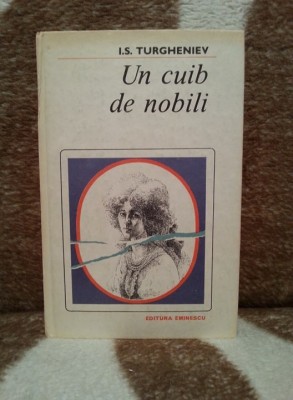 I.S. TURGHENIEV
Un cuib
de nobili
EDITURA EMINESCU